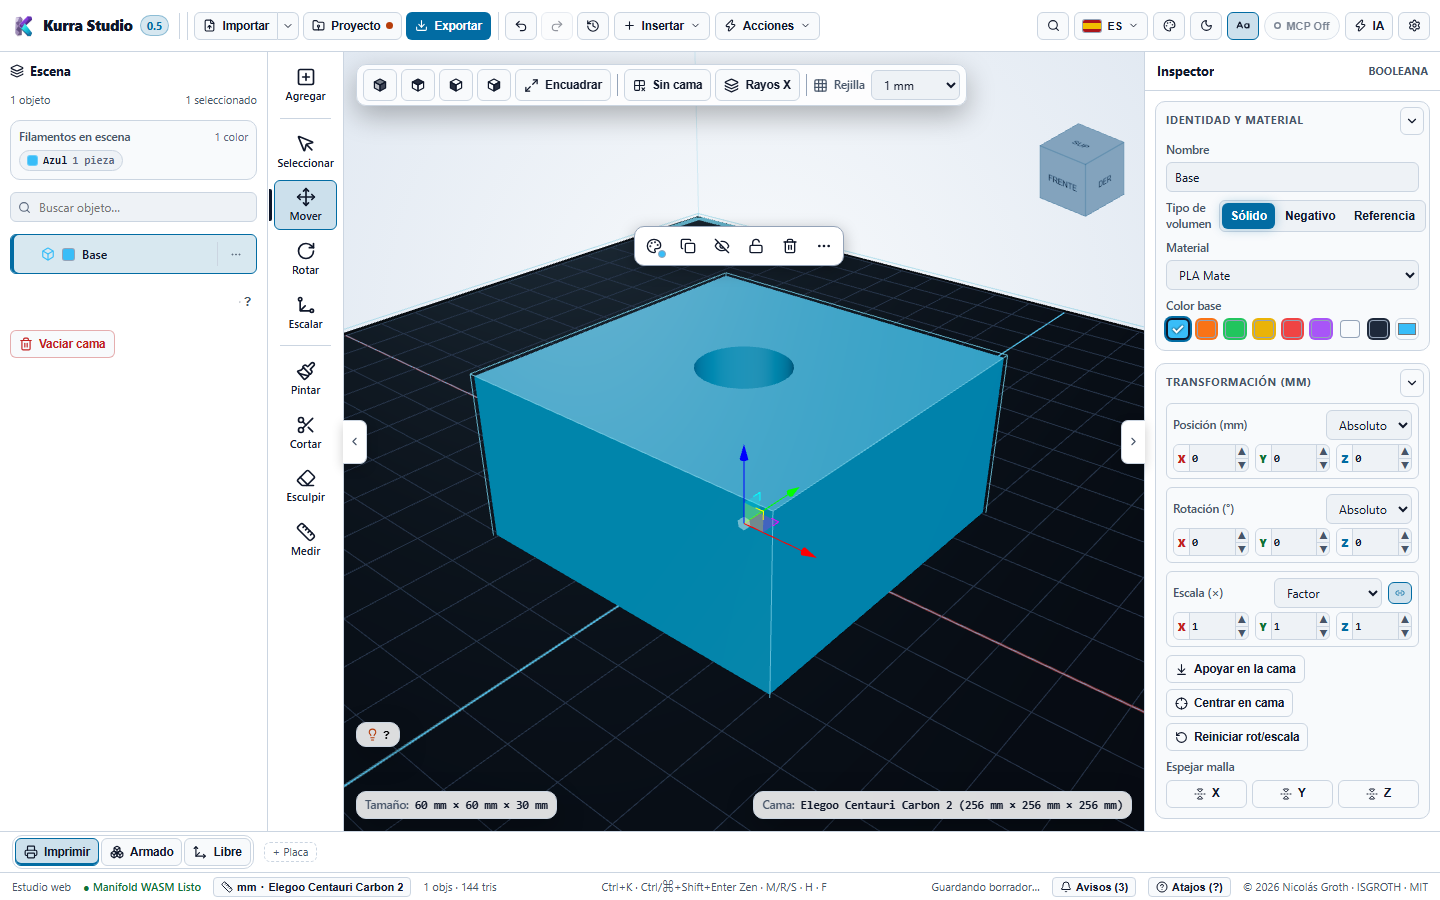 Kurra Studio 0.5
Importar
Proyecto
Exportar
Insertar
Acciones
ES
Aa
MCP Off
IA
Escena
1 objeto 1 seleccionado
Filamentos en escena 1 color
Azul 1 pieza
Buscar objeto...
Base
?
Vaciar cama
Agregar
Seleccionar
Mover
Rotar
Escalar
Pintar
Cortar
Esculpir
Medir
Encuadrar
Sin cama
Rayos X
Rejilla
1 mm
SUP
FRENTE
DER
?
Tamaño: 60 mm × 60 mm × 30 mm
Cama: Elegoo Centauri Carbon 2 (256 mm × 256 mm × 256 mm)
Inspector BOOLEANA
IDENTIDAD Y MATERIAL
Nombre
Base
Tipo de volumen
Sólido Negativo Referencia
Material
PLA Mate
Color base
TRANSFORMACIÓN (MM)
Posición (mm) Absoluto
X 0 Y 0 Z 0
Rotación (°) Absoluto
X 0 Y 0 Z 0
Escala (×) Factor
X 1 Y 1 Z 1
Apoyar en la cama
Centrar en cama
Reiniciar rot/escala
Espejar malla
X Y Z
Imprimir Armado Libre + Placa
Estudio web ● Manifold WASM Listo mm · Elegoo Centauri Carbon 2 1 objs · 144 tris Ctrl+K · Ctrl/⌘+Shift+Enter Zen · M/R/S · H · F Guardando borrador... Avisos (3) Atajos (?) © 2026 Nicolás Groth · ISGROTH · MIT